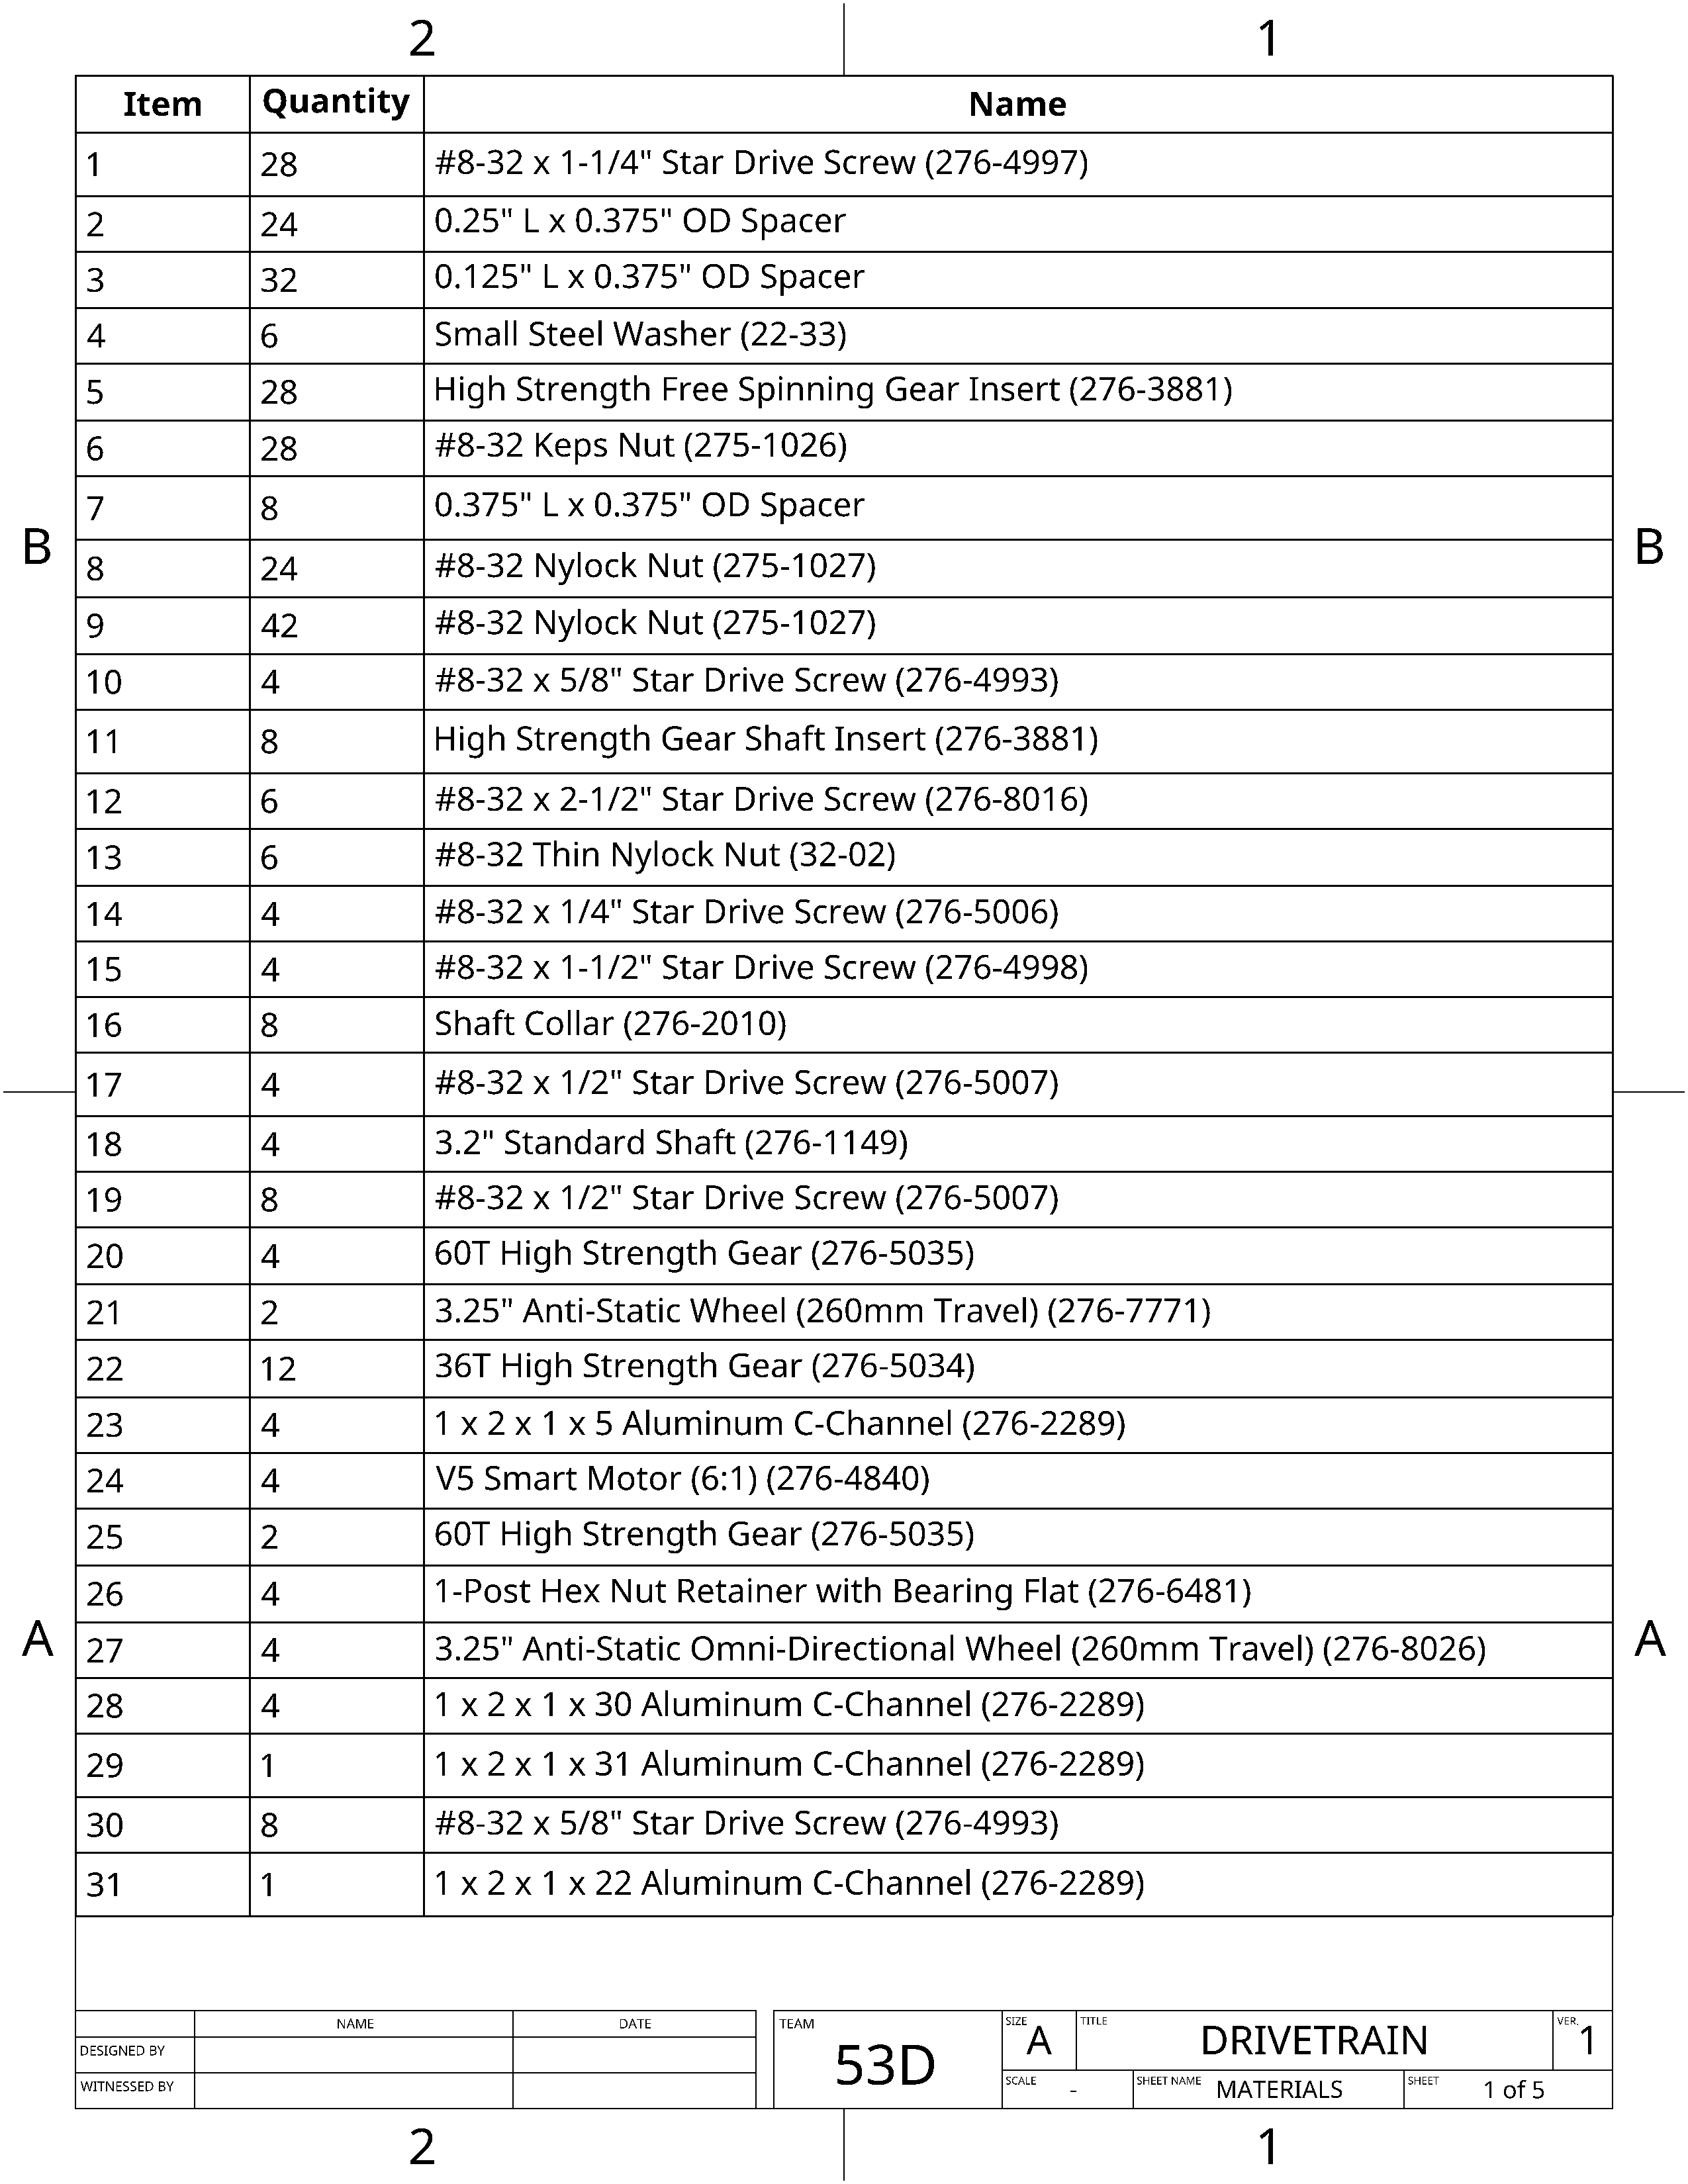 2 1
Item Quantity Name
1 28 #8-32 x 1-1/4" Star Drive Screw (276-4997)
2 24 0.25" L x 0.375" OD Spacer
3 32 0.125" L x 0.375" OD Spacer
4 6 Small Steel Washer (22-33)
5 28 High Strength Free Spinning Gear Insert (276-3881)
6 28 #8-32 Keps Nut (275-1026)
7 8 0.375" L x 0.375" OD Spacer
B B
8 24 #8-32 Nylock Nut (275-1027)
9 42 #8-32 Nylock Nut (275-1027)
10 4 #8-32 x 5/8" Star Drive Screw (276-4993)
11 8 High Strength Gear Shaft Insert (276-3881)
12 6 #8-32 x 2-1/2" Star Drive Screw (276-8016)
13 6 #8-32 Thin Nylock Nut (32-02)
14 4 #8-32 x 1/4" Star Drive Screw (276-5006)
15 4 #8-32 x 1-1/2" Star Drive Screw (276-4998)
16 8 Shaft Collar (276-2010)
17 4 #8-32 x 1/2" Star Drive Screw (276-5007)
18 4 3.2" Standard Shaft (276-1149)
19 8 #8-32 x 1/2" Star Drive Screw (276-5007)
20 4 60T High Strength Gear (276-5035)
21 2 3.25" Anti-Static Wheel (260mm Travel) (276-7771)
22 12 36T High Strength Gear (276-5034)
23 4 1 x 2 x 1 x 5 Aluminum C-Channel (276-2289)
24 4 V5 Smart Motor (6:1) (276-4840)
25 2 60T High Strength Gear (276-5035)
26 4 1-Post Hex Nut Retainer with Bearing Flat (276-6481)
A A
27 4 3.25" Anti-Static Omni-Directional Wheel (260mm Travel) (276-8026)
28 4 1 x 2 x 1 x 30 Aluminum C-Channel (276-2289)
29 1 1 x 2 x 1 x 31 Aluminum C-Channel (276-2289)
30 8 #8-32 x 5/8" Star Drive Screw (276-4993)
31 1 1 x 2 x 1 x 22 Aluminum C-Channel (276-2289)
NAME DATE
DESIGNED BY
WITNESSED BY
TEAM
53D
SIZE A TITLE DRIVETRAIN VER. 1
SCALE - SHEET NAME MATERIALS SHEET 1 of 5
2 1